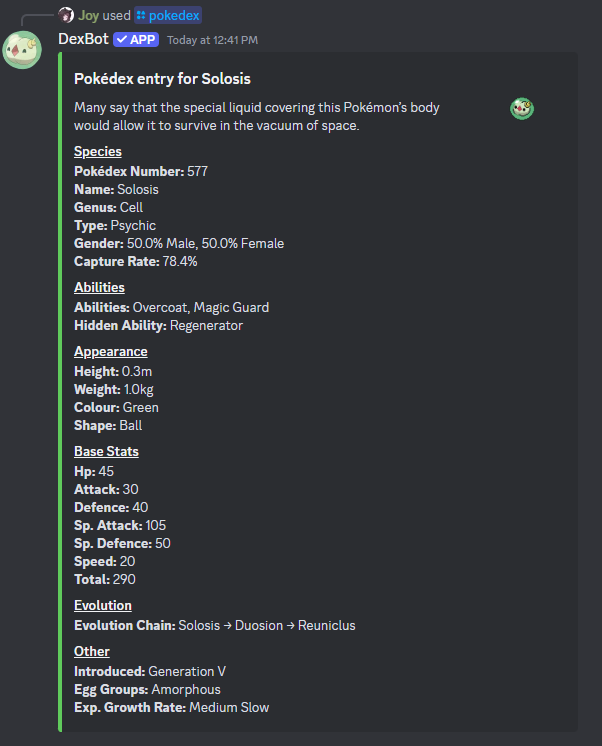 Joy used pokedex
DexBot ✓ APP Today at 12:41 PM
Pokédex entry for Solosis
Many say that the special liquid covering this Pokémon's body
would allow it to survive in the vacuum of space.
Species
Pokédex Number: 577
Name: Solosis
Genus: Cell
Type: Psychic
Gender: 50.0% Male, 50.0% Female
Capture Rate: 78.4%
Abilities
Abilities: Overcoat, Magic Guard
Hidden Ability: Regenerator
Appearance
Height: 0.3m
Weight: 1.0kg
Colour: Green
Shape: Ball
Base Stats
Hp: 45
Attack: 30
Defence: 40
Sp. Attack: 105
Sp. Defence: 50
Speed: 20
Total: 290
Evolution
Evolution Chain: Solosis → Duosion → Reuniclus
Other
Introduced: Generation V
Egg Groups: Amorphous
Exp. Growth Rate: Medium Slow